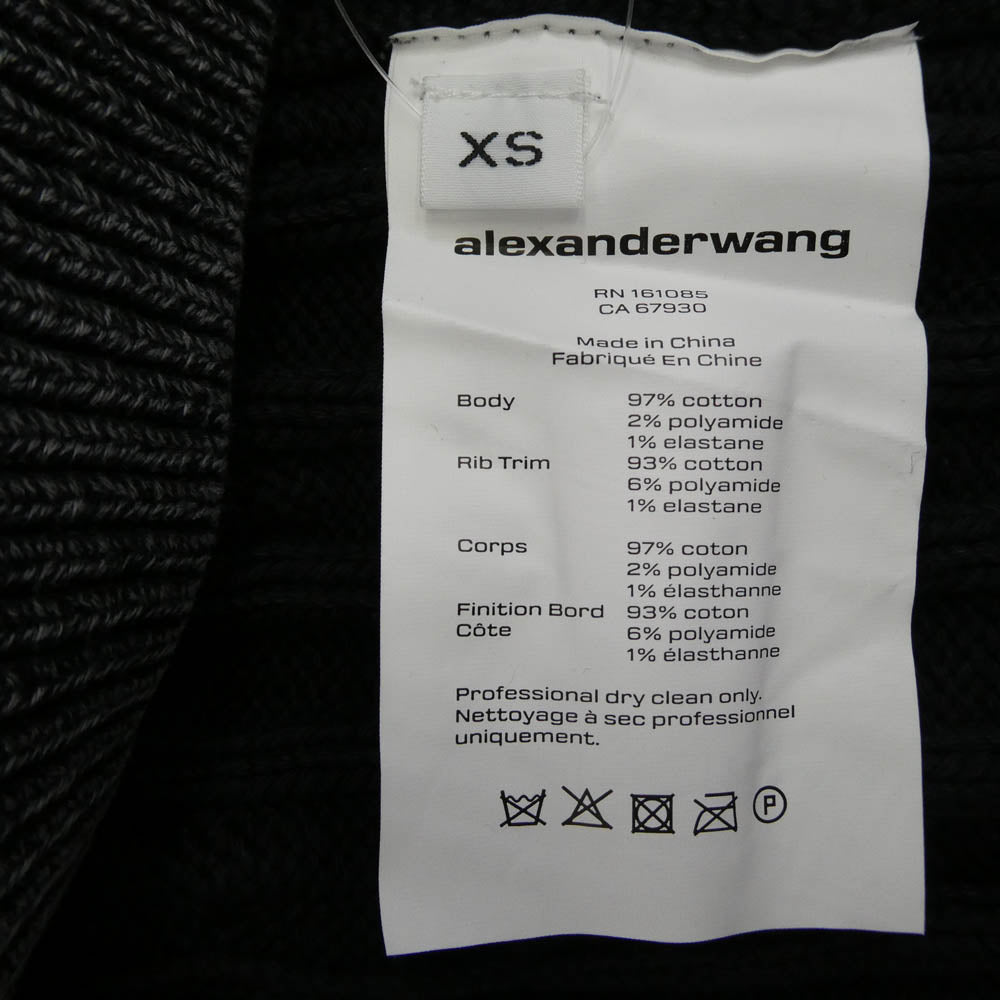 XS
alexanderwang
RN 161085
CA 67930
Made in China
Fabriqué En Chine
Body 97% cotton
2% polyamide
1% elastane
Rib Trim 93% cotton
6% polyamide
1% elastane
Corps 97% coton
2% polyamide
1% élasthanne
Finition Bord 93% coton
Côte 6% polyamide
1% élasthanne
Professional dry clean only.
Nettoyage à sec professionnel
uniquement.
P